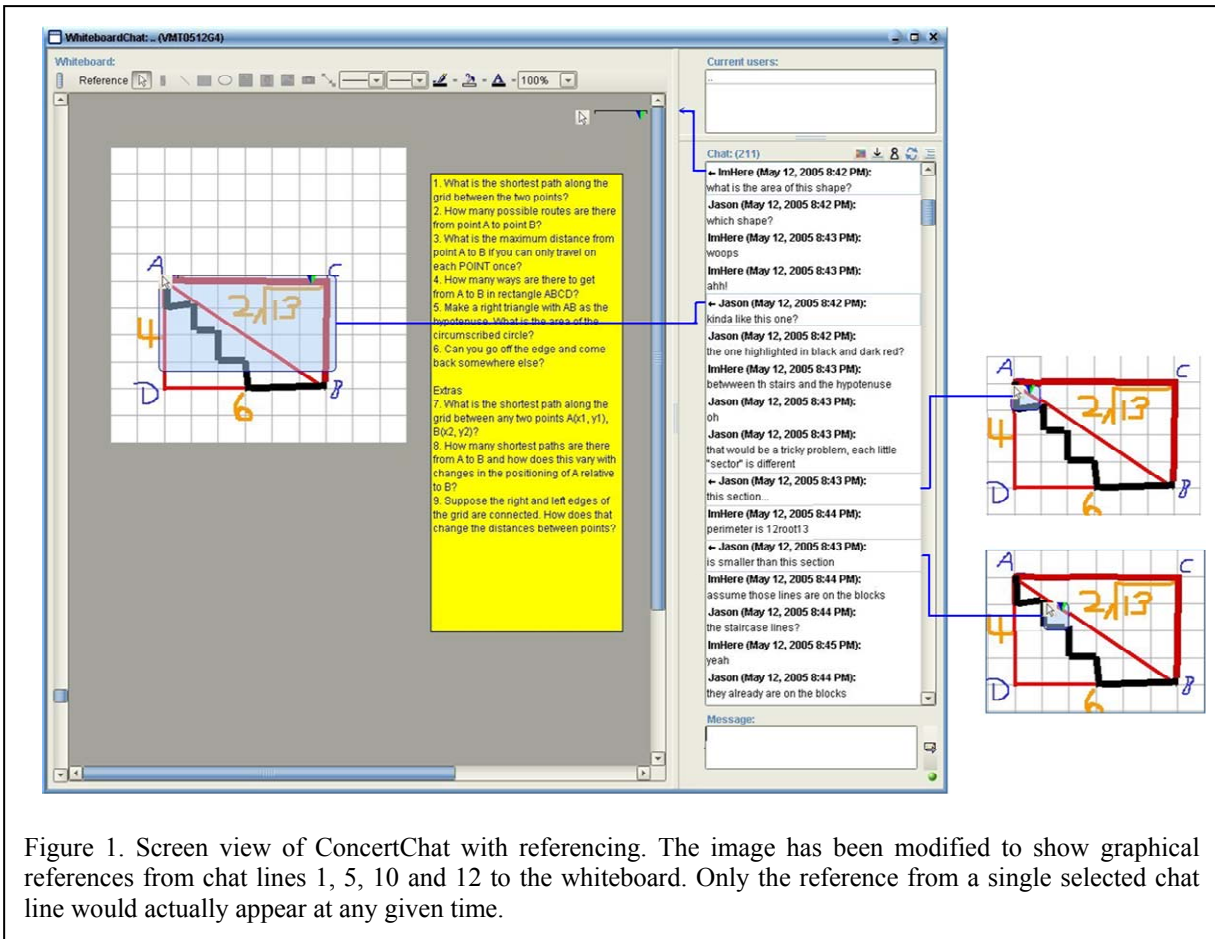 WhiteboardChat: .. (VMT0512G4)
Whiteboard:
Reference
100%
A
C
2√13
4
D
6
B
1. What is the shortest path along the
grid between the two points?
2. How many possible routes are there
from point A to point B?
3. What is the maximum distance from
point A to B if you can only travel on
each POINT once?
4. How many ways are there to get
from A to B in rectangle ABCD?
5. Make a right triangle with AB as the
hypotenuse. What is the area of the
circumscribed circle?
6. Can you go off the edge and come
back somewhere else?
Extras
7. What is the shortest path along the
grid between any two points A(x1, y1),
B(x2, y2)?
8. How many shortest paths are there
from A to B and how does this vary with
changes in the positioning of A relative
to B?
9. Suppose the right and left edges of
the grid are connected. How does that
change the distances between points?
Current users:
..
Chat: (211)
← ImHere (May 12, 2005 8:42 PM):
what is the area of this shape?
Jason (May 12, 2005 8:42 PM):
which shape?
ImHere (May 12, 2005 8:43 PM):
woops
ImHere (May 12, 2005 8:43 PM):
ahh!
← Jason (May 12, 2005 8:42 PM):
kinda like this one?
Jason (May 12, 2005 8:42 PM):
the one highlighted in black and dark red?
ImHere (May 12, 2005 8:43 PM):
betwween th stairs and the hypotenuse
Jason (May 12, 2005 8:43 PM):
oh
Jason (May 12, 2005 8:43 PM):
that would be a tricky problem, each little
"sector" is different
← Jason (May 12, 2005 8:43 PM):
this section...
ImHere (May 12, 2005 8:44 PM):
perimeter is 12root13
← Jason (May 12, 2005 8:43 PM):
is smaller than this section
ImHere (May 12, 2005 8:44 PM):
assume those lines are on the blocks
Jason (May 12, 2005 8:44 PM):
the staircase lines?
ImHere (May 12, 2005 8:45 PM):
yeah
Jason (May 12, 2005 8:44 PM):
they already are on the blocks
Message:
A
C
2√13
4
D
6
B
A
C
2√13
4
D
6
B
Figure 1. Screen view of ConcertChat with referencing. The image has been modified to show graphical
references from chat lines 1, 5, 10 and 12 to the whiteboard. Only the reference from a single selected chat
line would actually appear at any given time.